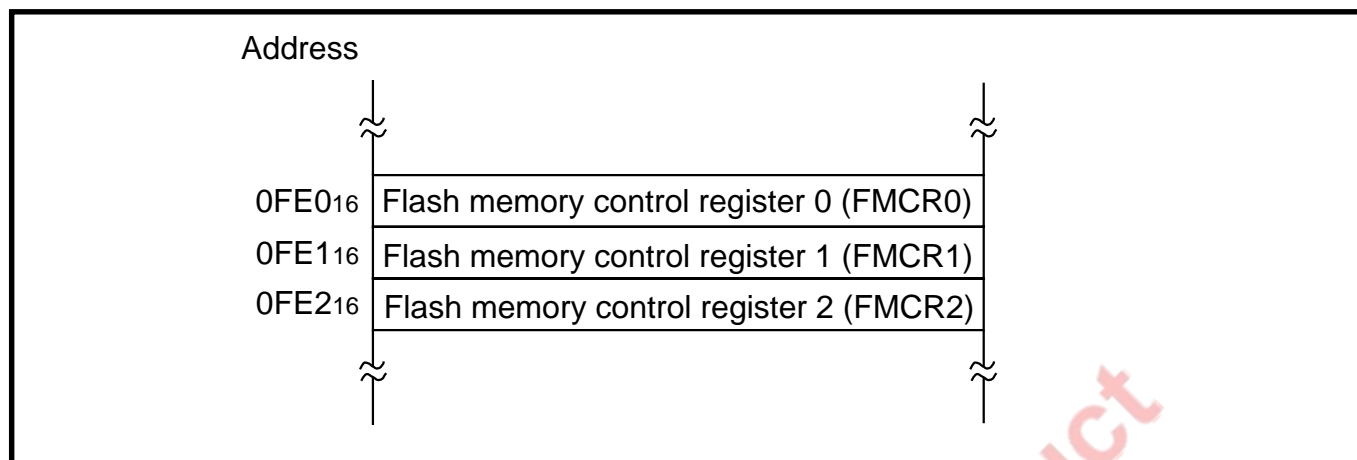 Address
0FE016 Flash memory control register 0 (FMCR0)
0FE116 Flash memory control register 1 (FMCR1)
0FE216 Flash memory control register 2 (FMCR2)
uct